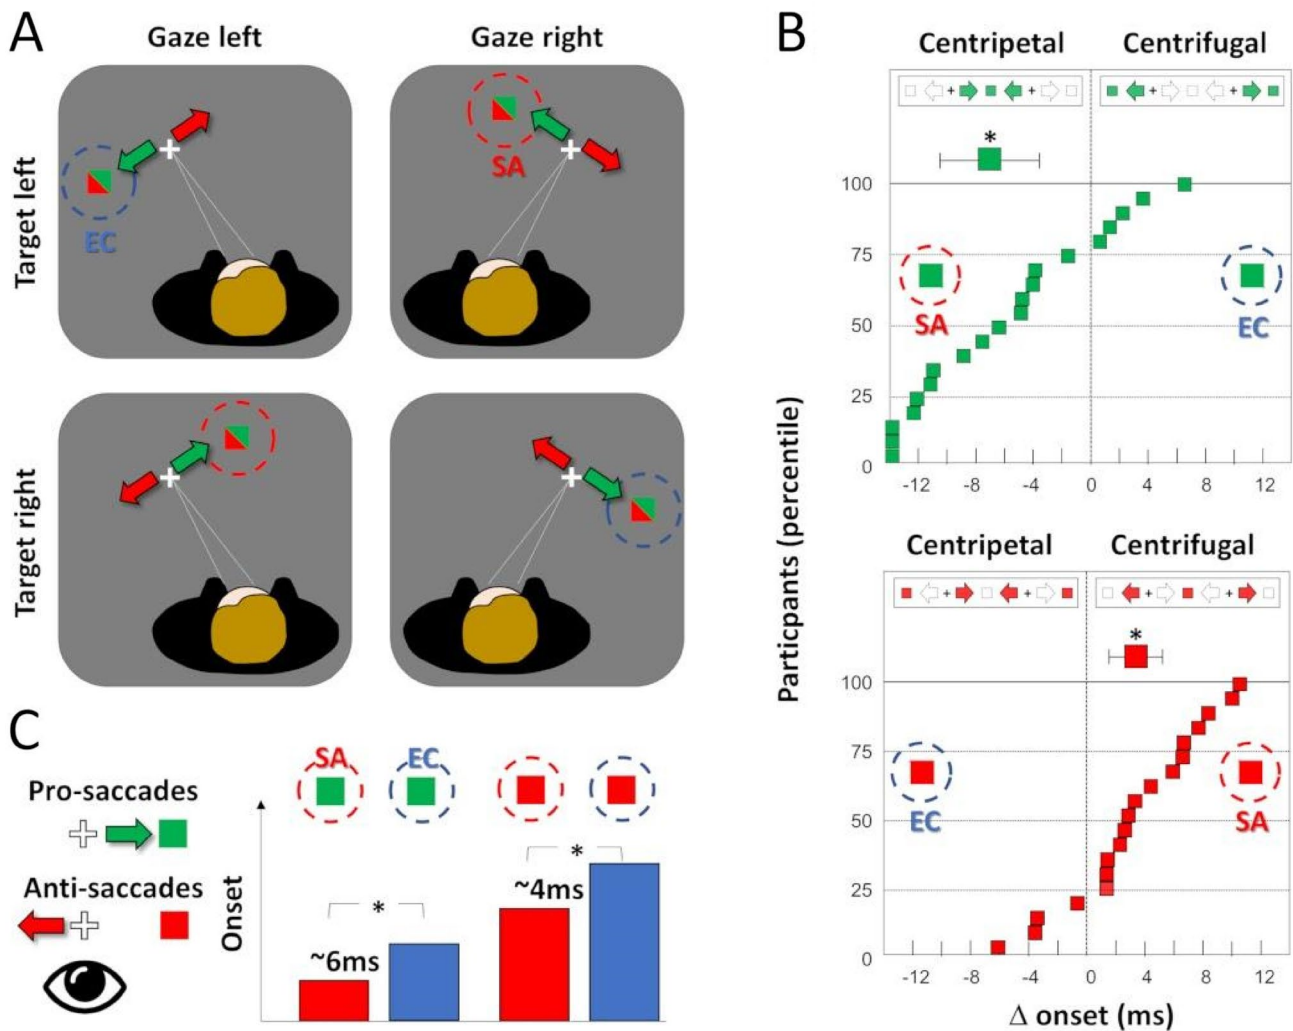 A
Gaze left
Gaze right
Target left
EC
SA
Target right
B
Centripetal
Centrifugal
+ + + +
*
100
75
50
25
0
SA
EC
-12 -8 -4 0 4 8 12
Particpants (percentile)
Centripetal
Centrifugal
+ + + +
*
100
75
50
25
0
EC
SA
-12 -8 -4 0 4 8 12
Δ onset (ms)
C
Pro-saccades
Anti-saccades
SA
EC
Onset
*
~6ms
*
~4ms